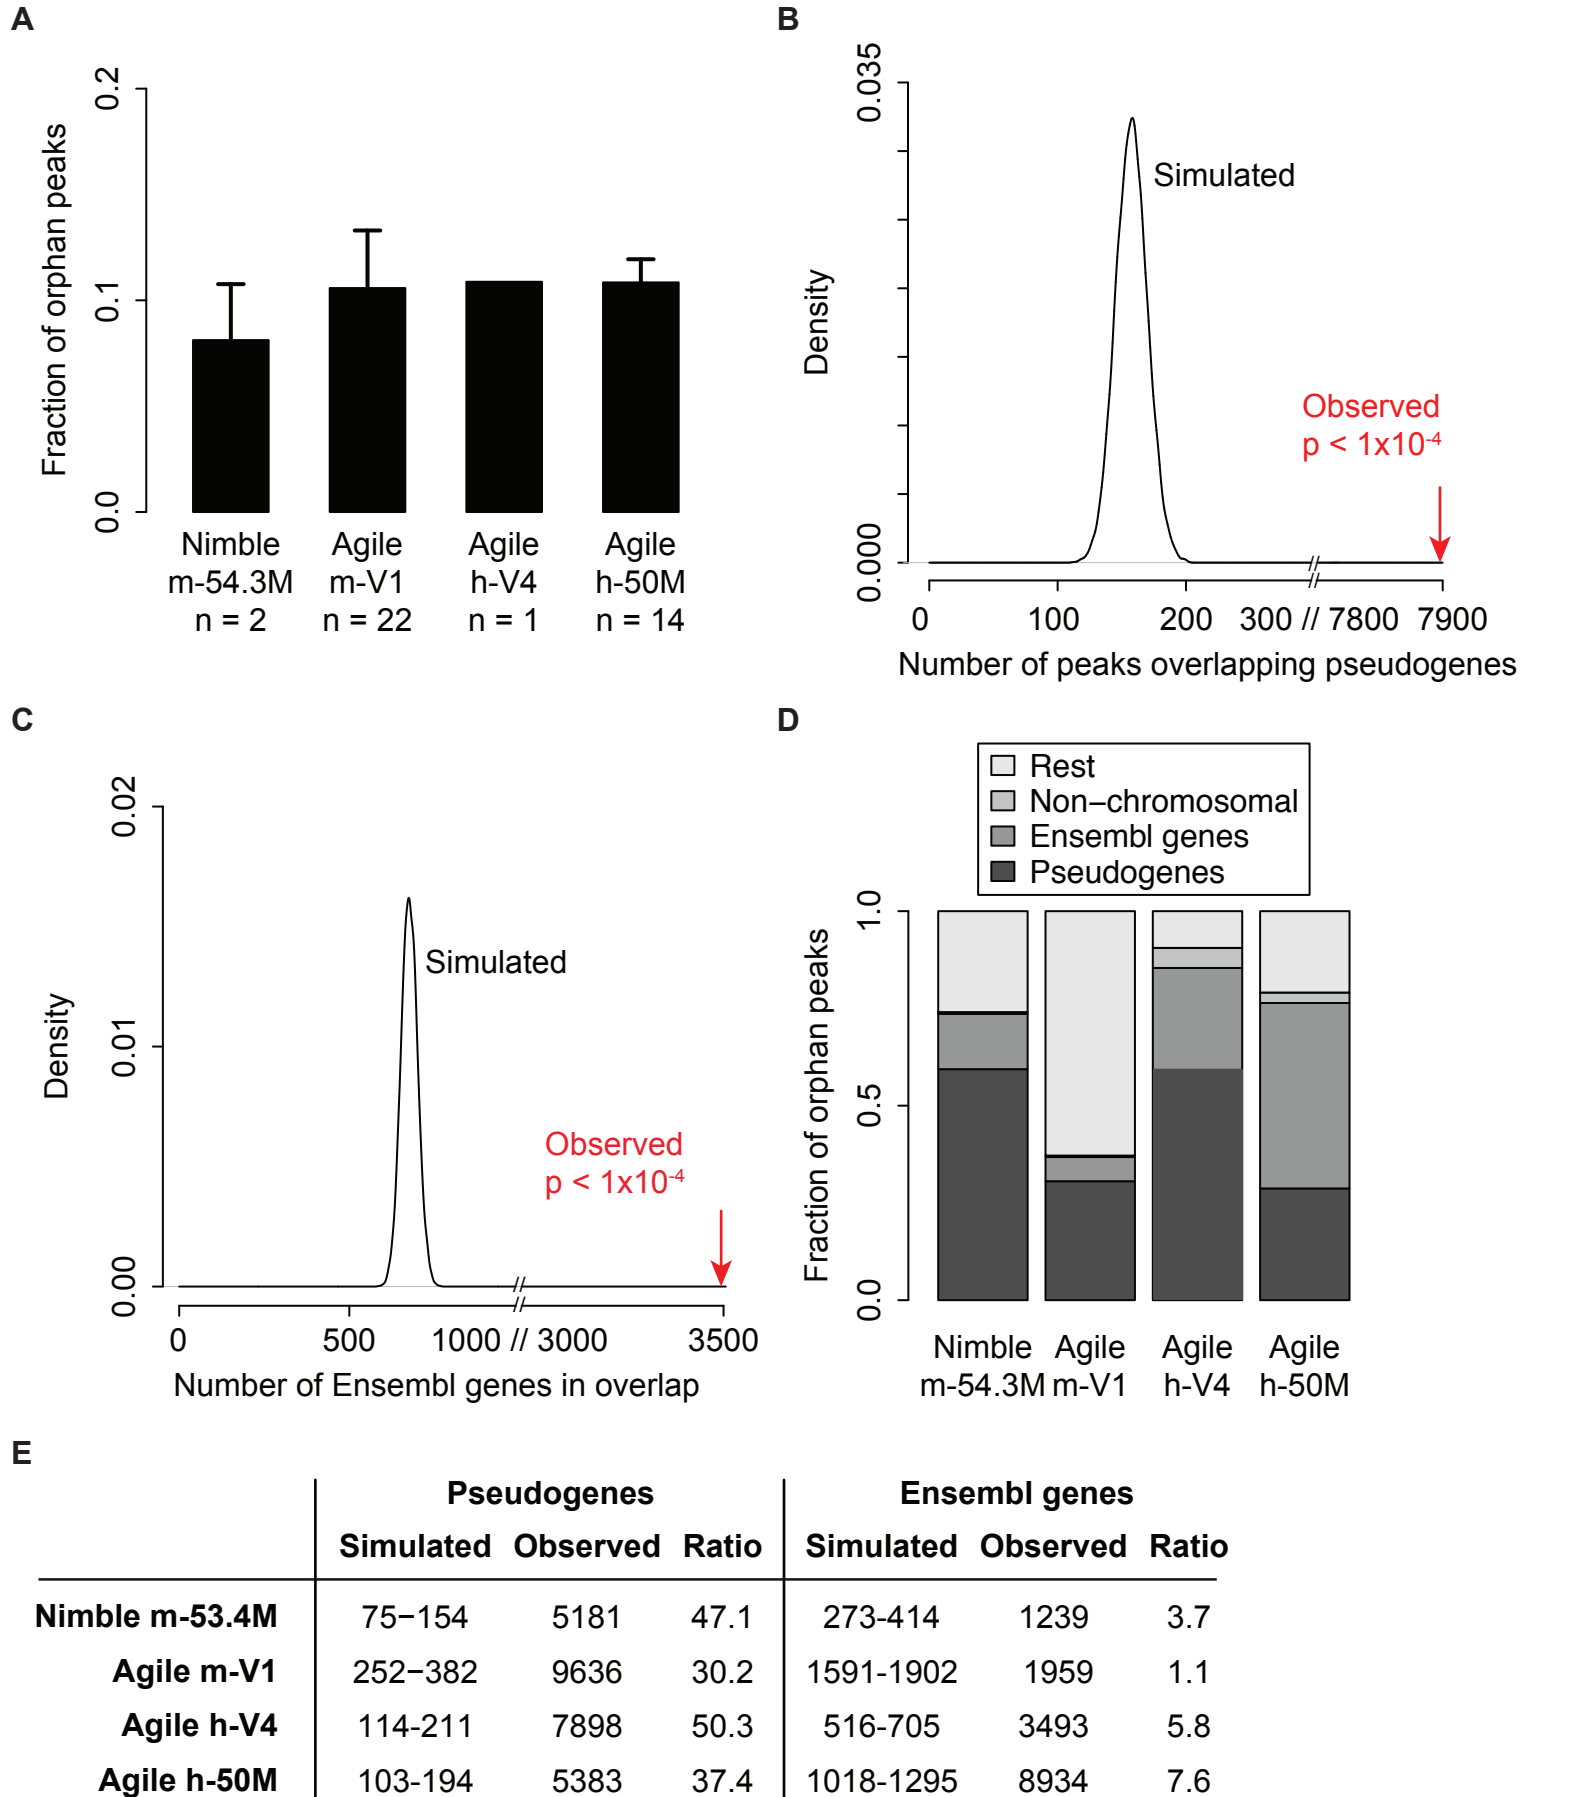 A
Fraction of orphan peaks
0.2
0.1
0.0
Nimble m-54.3M n = 2
Agile m-V1 n = 22
Agile h-V4 n = 1
Agile h-50M n = 14
B
Density
0.035
0.000
Simulated
Observed
p < 1x10-4
0 100 200 300 // 7800 7900
Number of peaks overlapping pseudogenes
C
Density
0.02
0.01
0.00
Simulated
Observed
p < 1x10-4
0 500 1000 // 3000 3500
Number of Ensembl genes in overlap
D
Rest
Non−chromosomal
Ensembl genes
Pseudogenes
Fraction of orphan peaks
1.0
0.5
0.0
Nimble m-54.3M
Agile m-V1
Agile h-V4
Agile h-50M
E
Pseudogenes Ensembl genes
Simulated Observed Ratio Simulated Observed Ratio
Nimble m-53.4M 75−154 5181 47.1 273-414 1239 3.7
Agile m-V1 252−382 9636 30.2 1591-1902 1959 1.1
Agile h-V4 114-211 7898 50.3 516-705 3493 5.8
Agile h-50M 103-194 5383 37.4 1018-1295 8934 7.6